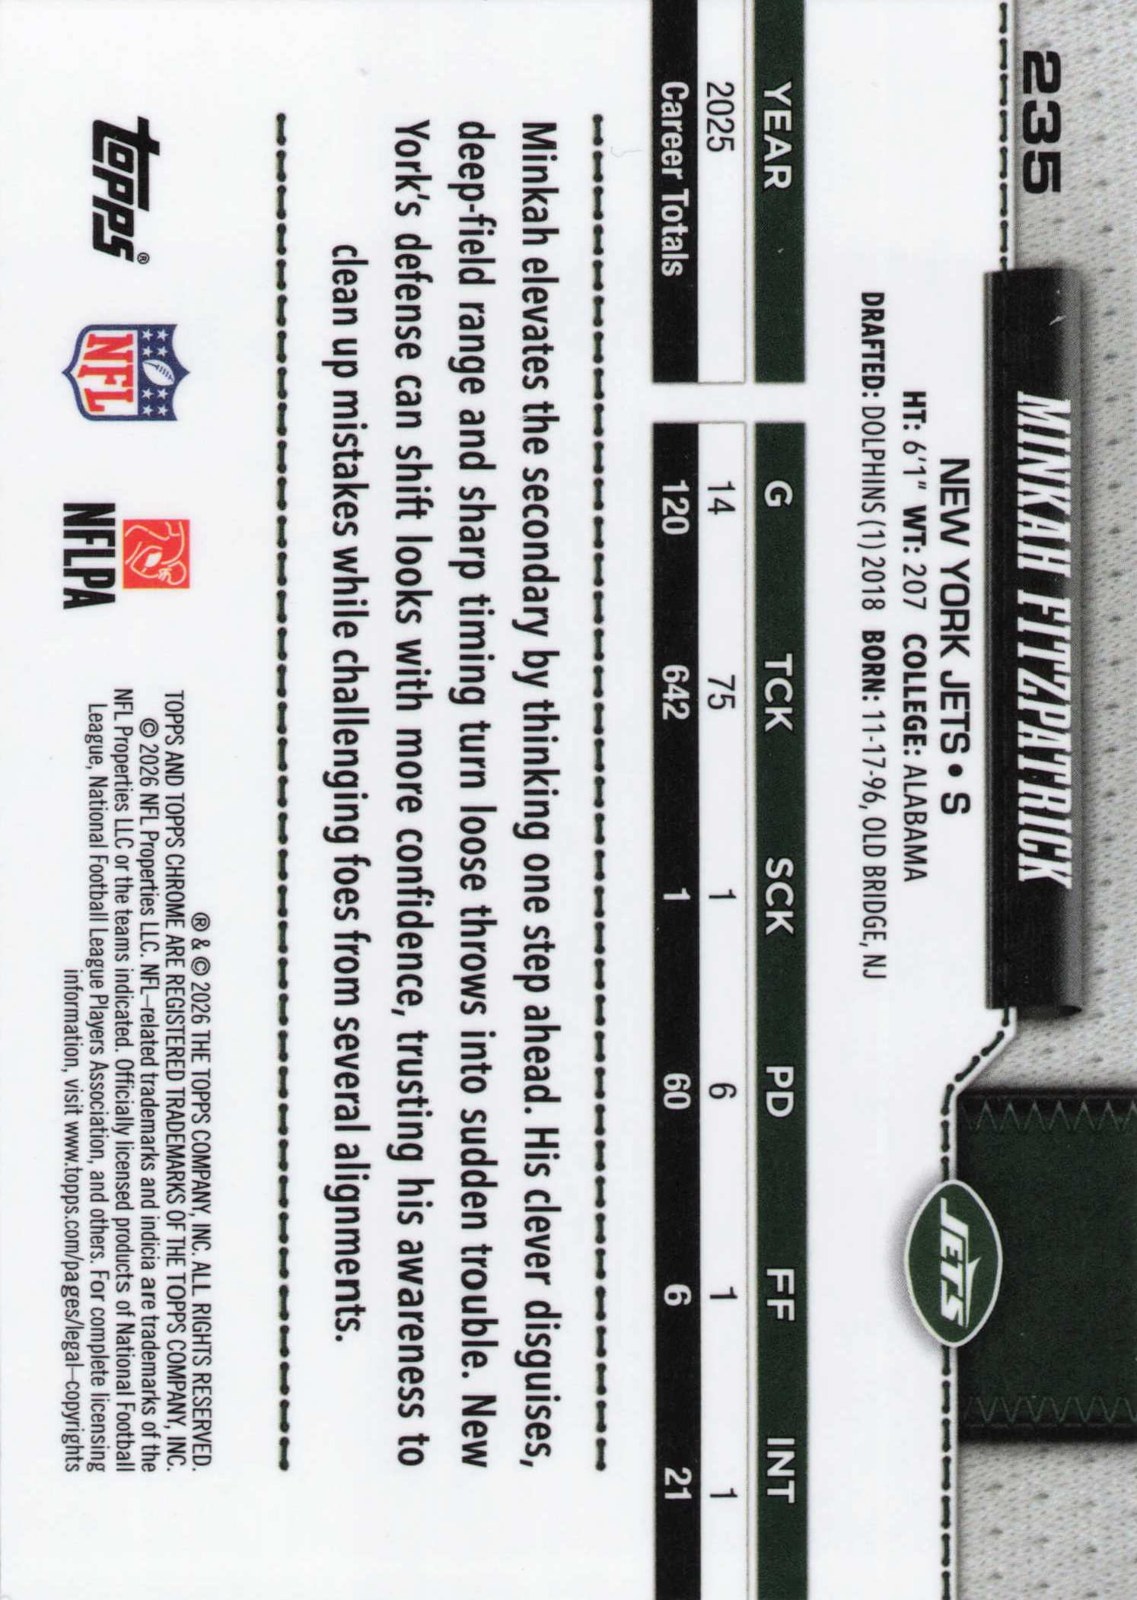 235
MINKAH FITZPATRICK
NEW YORK JETS • S
HT: 6'1" WT: 207 COLLEGE: ALABAMA
DRAFTED: DOLPHINS (1) 2018 BORN: 11-17-96, OLD BRIDGE, NJ
JETS
YEAR G TCK SCK PD FF INT
2025 14 75 1 6 1 1
Career Totals 120 642 1 60 6 21
Minkah elevates the secondary by thinking one step ahead. His clever disguises,
deep-field range and sharp timing turn loose throws into sudden trouble. New
York's defense can shift looks with more confidence, trusting his awareness to
clean up mistakes while challenging foes from several alignments.
topps®
NFL
NFLPA
® & © 2026 THE TOPPS COMPANY, INC. ALL RIGHTS RESERVED.
TOPPS AND TOPPS CHROME ARE REGISTERED TRADEMARKS OF THE TOPPS COMPANY, INC.
© 2026 NFL Properties LLC. NFL-related trademarks and indicia are trademarks of the
NFL Properties LLC or the teams indicated. Officially licensed products of National Football
League, National Football League Players Association, and others. For complete licensing
information, visit www.topps.com/pages/legal-copyrights